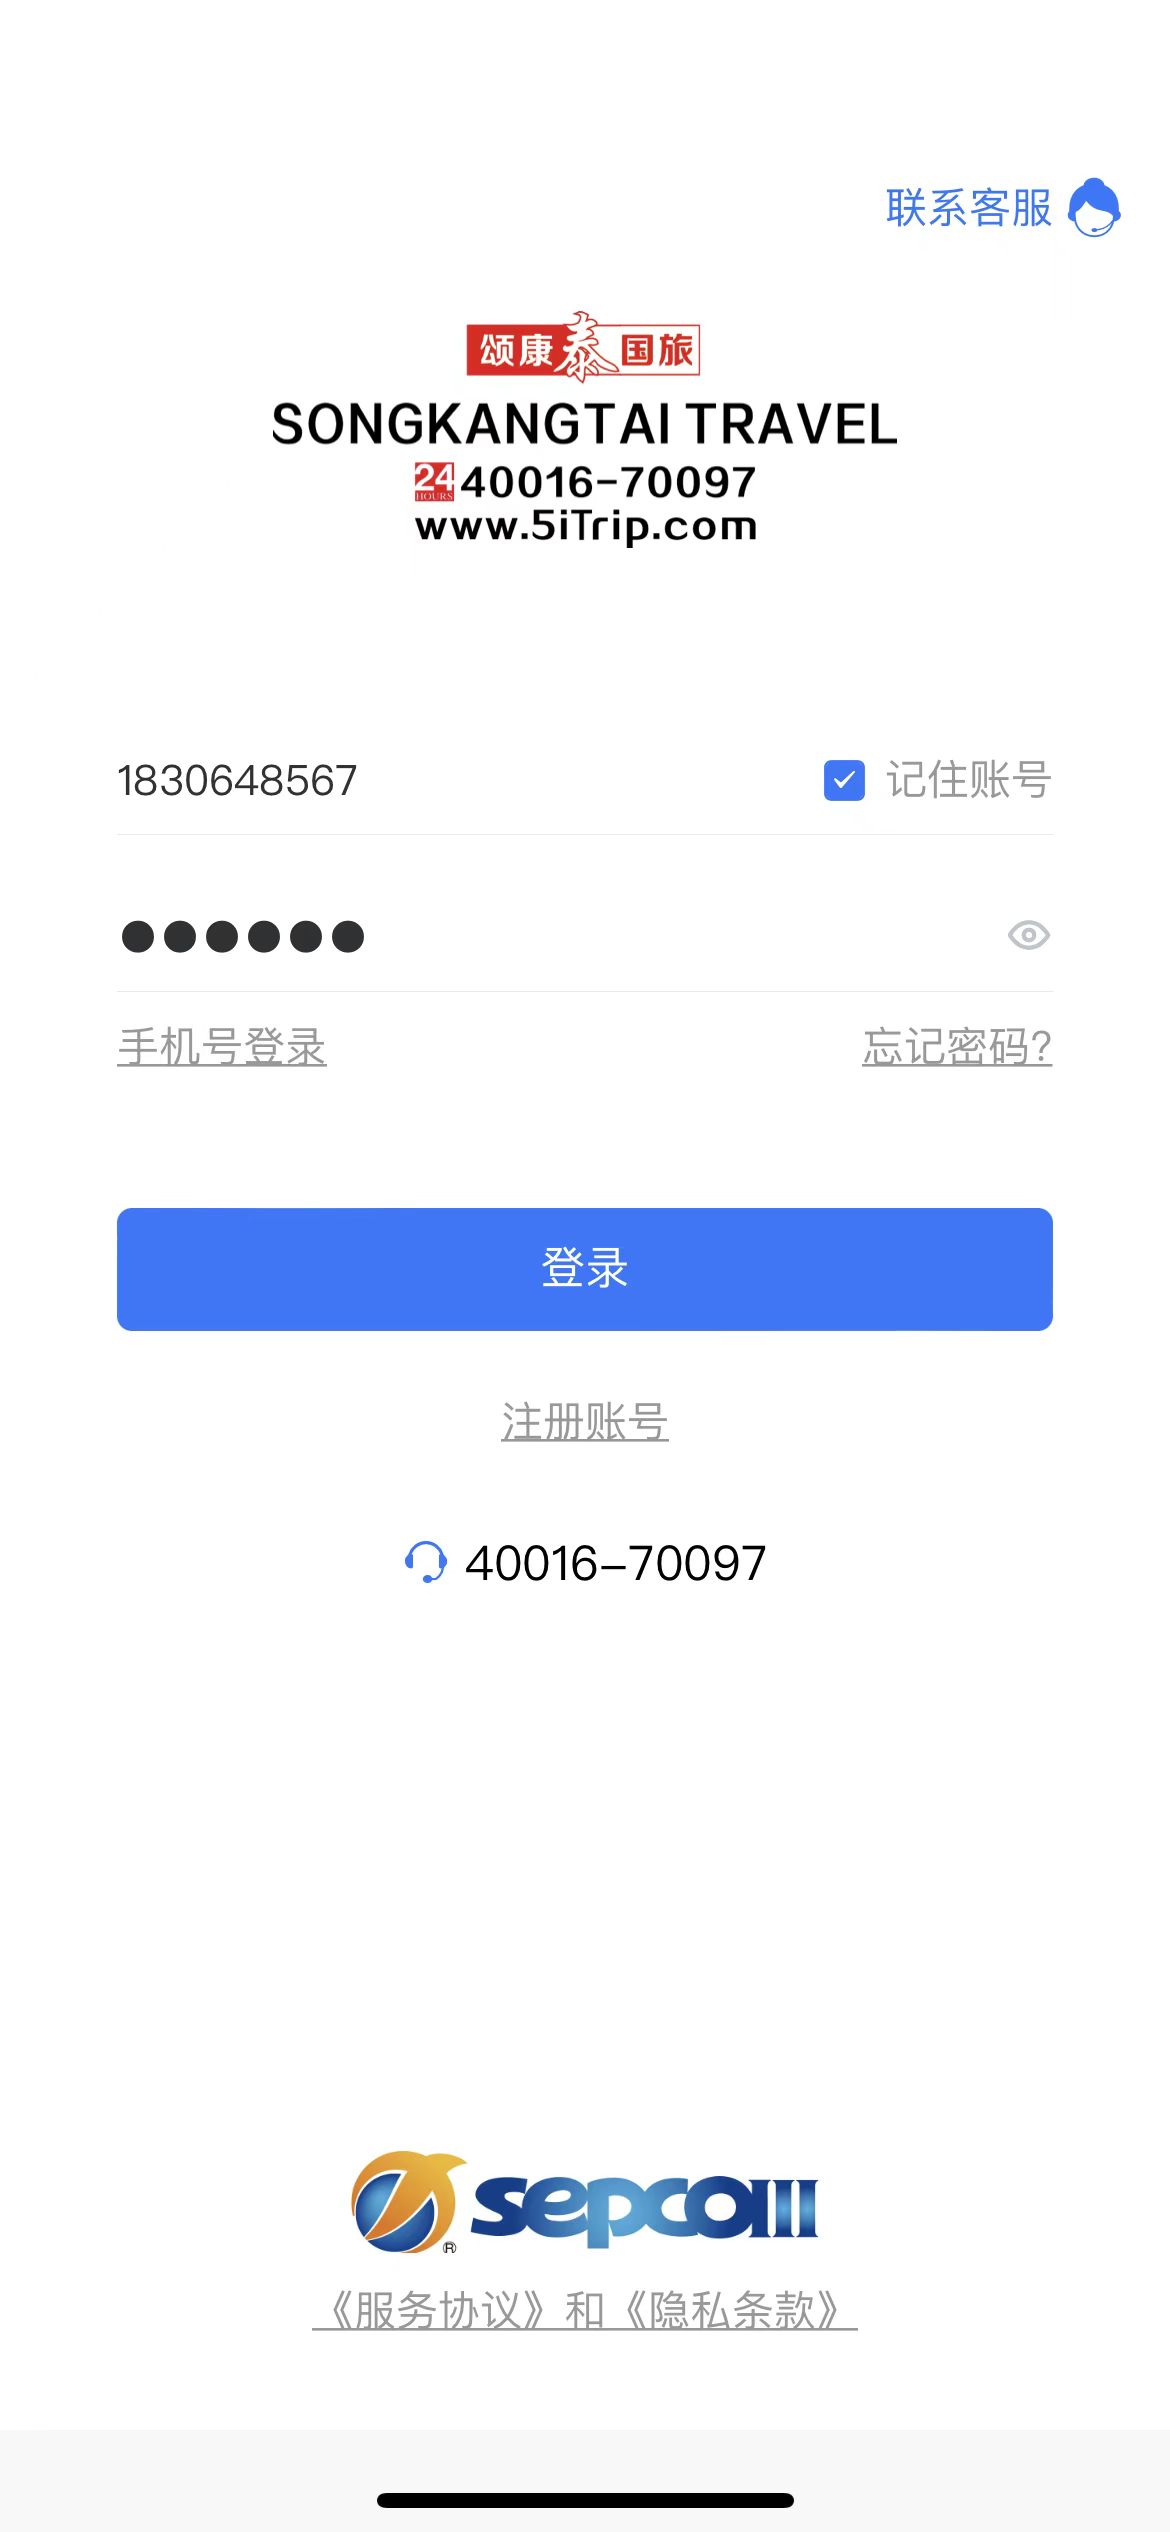 联系客服
颂康泰国旅
SONGKANGTAI TRAVEL
24 HOURS 40016-70097
www.5iTrip.com
1830648567 记住账号
●●●●●●
手机号登录 忘记密码?
登录
注册账号
40016-70097
® sepcoIII
《服务协议》和《隐私条款》